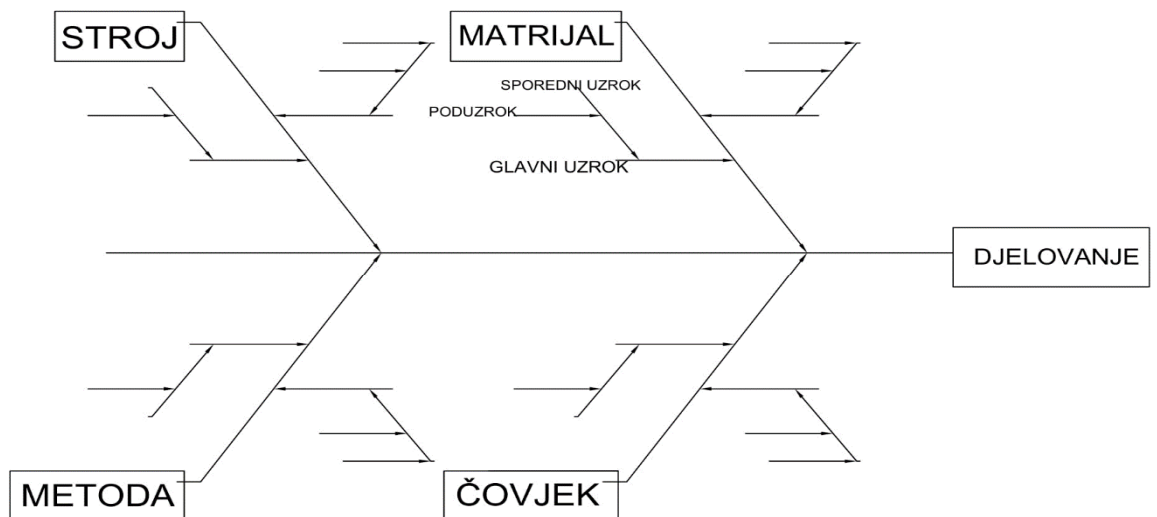 STROJ
MATRIJAL
SPOREDNI UZROK
PODUZROK
GLAVNI UZROK
DJELOVANJE
METODA
ČOVJEK